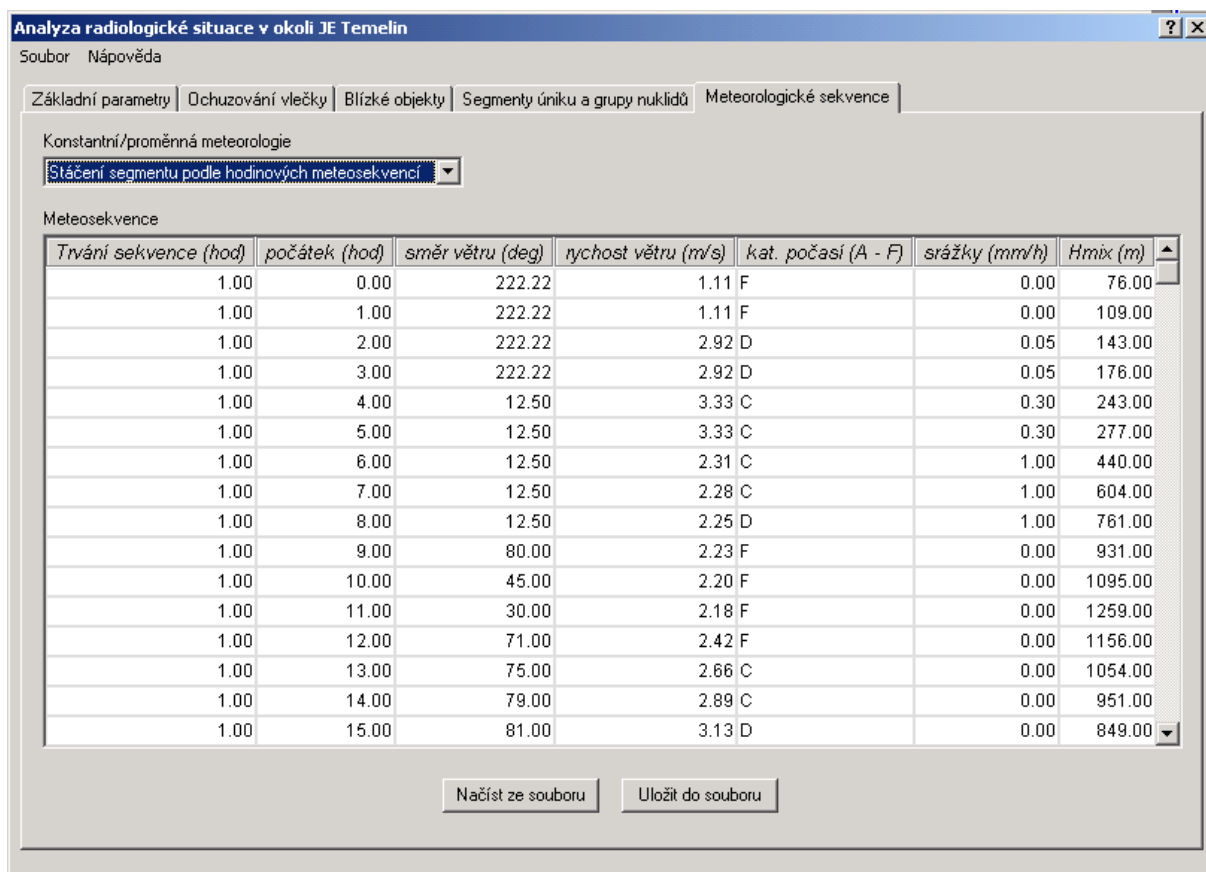 Analyza radiologické situace v okoli JE Temelin
Soubor Nápověda
Základní parametry Ochuzování vlečky Blízké objekty Segmenty úniku a grupy nuklidů Meteorologické sekvence
Konstantní/proměnná meteorologie
Stáčení segmentu podle hodinových meteosekvencí
Meteosekvence
Trvání sekvence (hod) počátek (hod) směr větru (deg) rychost větru (m/s) kat. počasí (A - F) srážky (mm/h) Hmix (m)
1.00 0.00 222.22 1.11 F 0.00 76.00
1.00 1.00 222.22 1.11 F 0.00 109.00
1.00 2.00 222.22 2.92 D 0.05 143.00
1.00 3.00 222.22 2.92 D 0.05 176.00
1.00 4.00 12.50 3.33 C 0.30 243.00
1.00 5.00 12.50 3.33 C 0.30 277.00
1.00 6.00 12.50 2.31 C 1.00 440.00
1.00 7.00 12.50 2.28 C 1.00 604.00
1.00 8.00 12.50 2.25 D 1.00 761.00
1.00 9.00 80.00 2.23 F 0.00 931.00
1.00 10.00 45.00 2.20 F 0.00 1095.00
1.00 11.00 30.00 2.18 F 0.00 1259.00
1.00 12.00 71.00 2.42 F 0.00 1156.00
1.00 13.00 75.00 2.66 C 0.00 1054.00
1.00 14.00 79.00 2.89 C 0.00 951.00
1.00 15.00 81.00 3.13 D 0.00 849.00
Načíst ze souboru Uložit do souboru